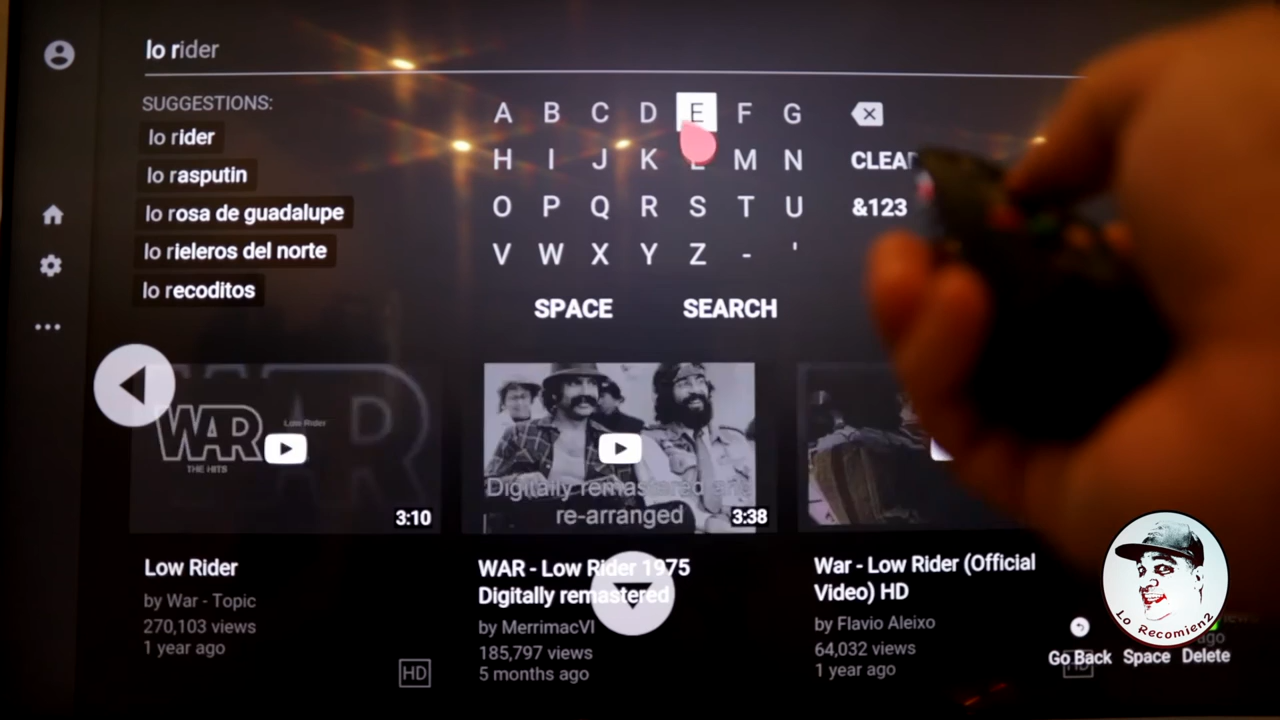 lo rider
SUGGESTIONS:
lo rider
lo rasputin
lo rosa de guadalupe
lo rieleros del norte
lo recoditos
A B C D E F G
H I J K L M N
O P Q R S T U
V W X Y Z - '
CLEAR
&123
SPACE SEARCH
WAR
THE HITS
Low Rider
3:10
Digitally remastered and
re-arranged
3:38
Low Rider
by War - Topic
270,103 views
1 year ago
HD
WAR - Low Rider 1975
Digitally remastered
by MerrimacVI
185,797 views
5 months ago
War - Low Rider (Official
Video) HD
by Flavio Aleixo
64,032 views
1 year ago
Lo Recomien2
views
ago
HD
Go Back Space Delete